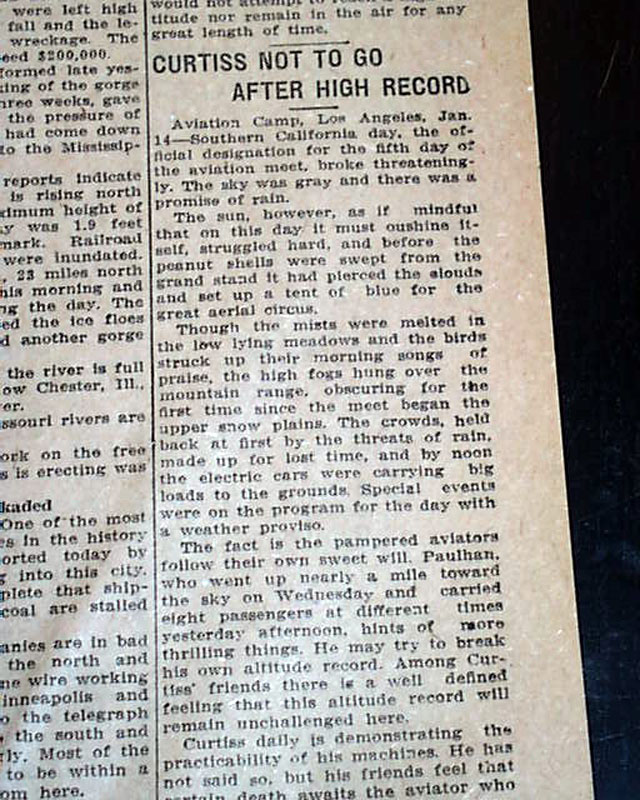 were left high
fall and the le-
wreckage. The
eed $200,000.
formed late yes-
king of the gorge
hree weeks, gave
the pressure of
had come down
to the Mississip-
reports indicate
is rising north
ximum height of
y was 1.9 feet
mark. Railroad
were inundated.
, 23 miles north
his morning and
ng the day. The
ed the ice floes
d another gorge
the river is full
ow Chester, Ill.,
er.
ssouri rivers are
ork on the free
s is erecting was
kaded
One of the most
es in the history
orted today by
g into this city.
plete that ship-
coal are stalled
anies are in bad
the north and
ne wire working
inneapolis and
o the telegraph
, the south and
rly. Most of the
to be within a
om here.
would not attempt to
titude nor remain in the air for any
great length of time.
CURTISS NOT TO GO
AFTER HIGH RECORD
Aviation Camp, Los Angeles, Jan.
14—Southern California day, the of-
ficial designation for the fifth day of
the aviation meet, broke threatening-
ly. The sky was gray and there was a
promise of rain.
The sun, however, as if mindful
that on this day it must oushine it-
self, struggled hard, and before the
peanut shells were swept from the
grand stand it had pierced the clouds
and set up a tent of blue for the
great aerial circus.
Though the mists were melted in
the low lying meadows and the birds
struck up their morning songs of
praise, the high fogs hung over the
mountain range, obscuring for the
first time since the meet began the
upper snow plains. The crowds, held
back at first by the threats of rain,
made up for lost time, and by noon
the electric cars were carrying big
loads to the grounds. Special events
were on the program for the day with
a weather proviso.
The fact is the pampered aviators
follow their own sweet will. Paulhan,
who went up nearly a mile toward
the sky on Wednesday and carried
eight passengers at different times
yesterday afternoon, hints of more
thrilling things. He may try to break
his own altitude record. Among Cur-
tiss' friends there is a well defined
feeling that this altitude record will
remain unchallenged here.
Curtiss daily is demonstrating the
practicability of his machines. He has
not said so, but his friends feel that
certain death awaits the aviator who